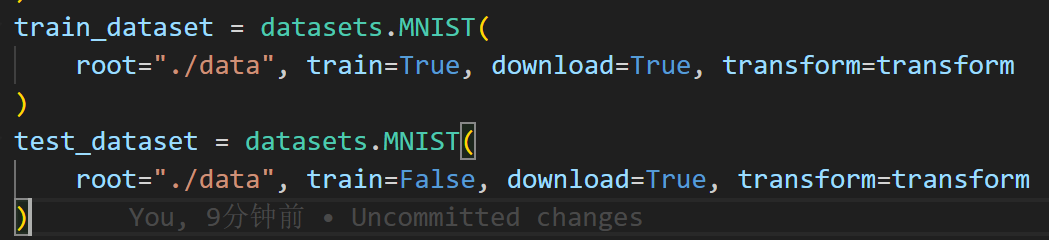 train_dataset = datasets.MNIST(
    root="./data", train=True, download=True, transform=transform
)
test_dataset = datasets.MNIST(
    root="./data", train=False, download=True, transform=transform
) You, 9分钟前 • Uncommitted changes